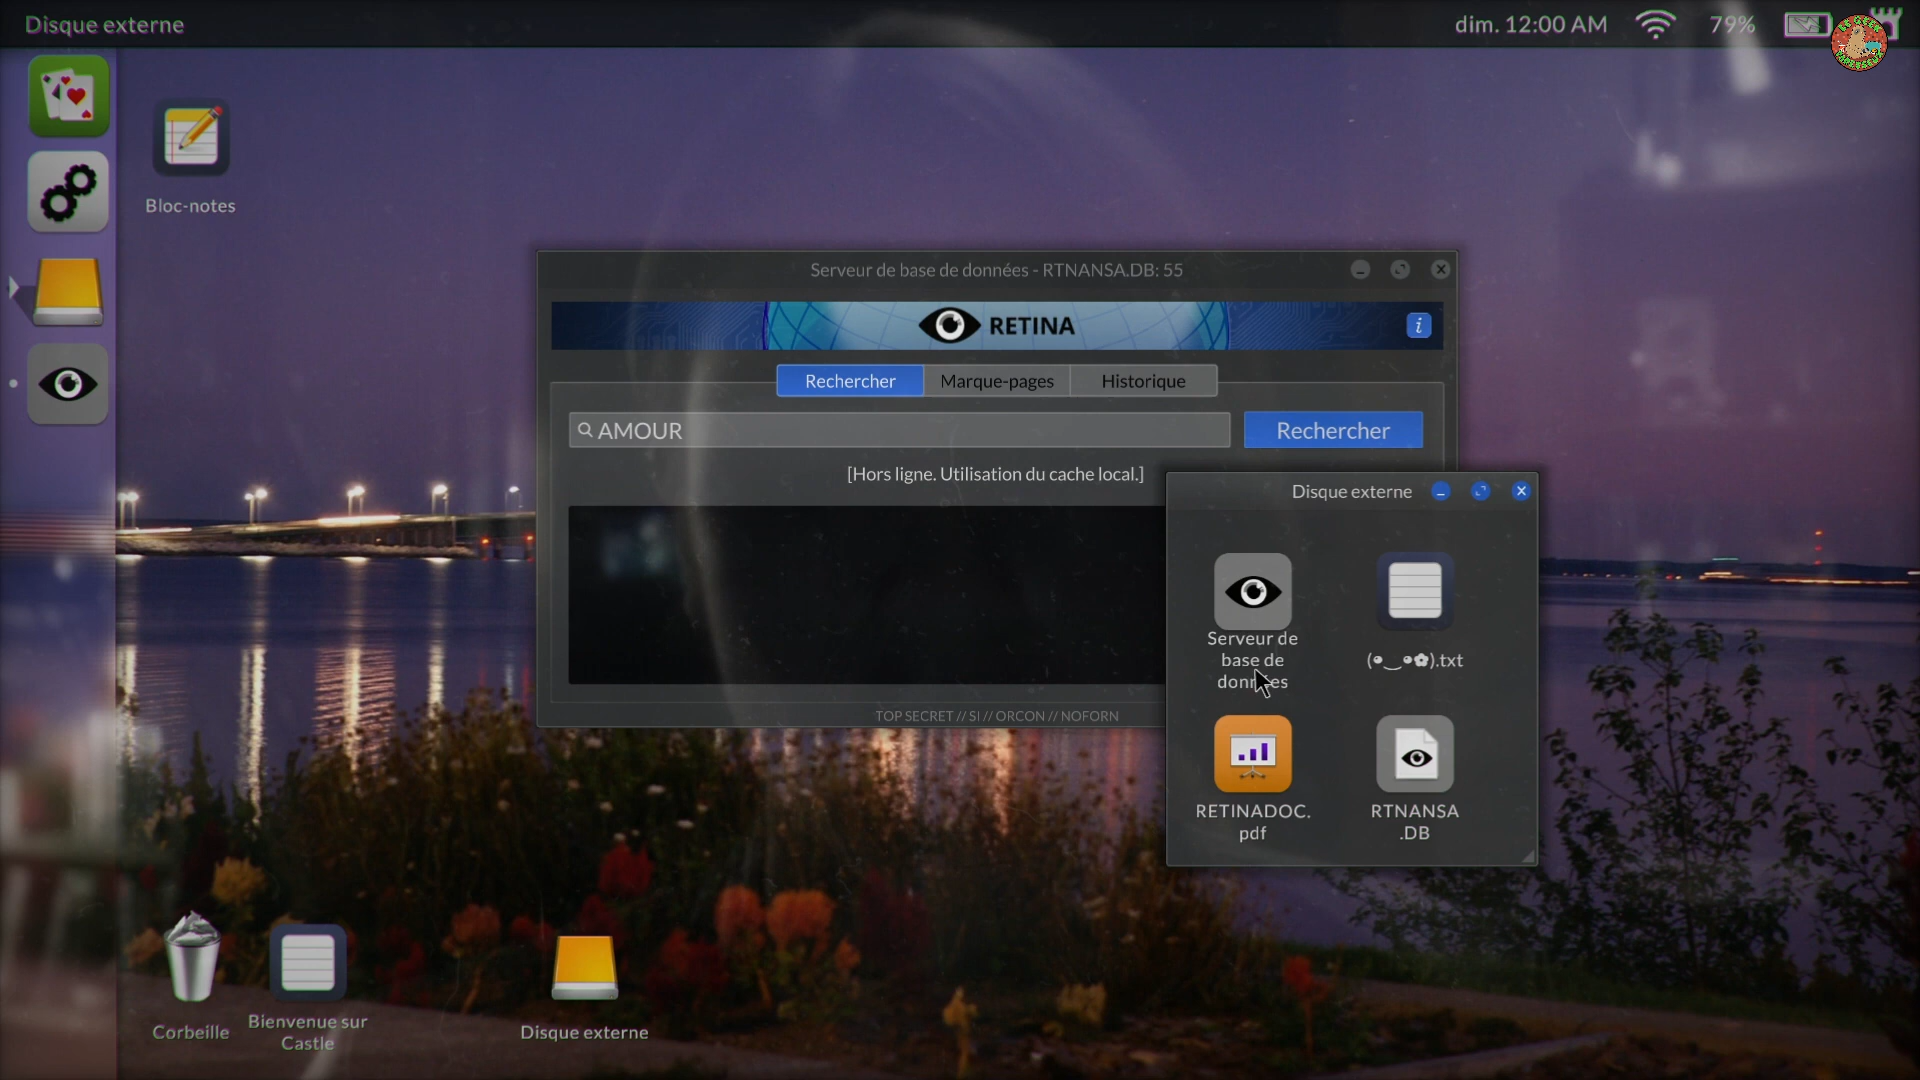 Disque externe
dim. 12:00 AM
79%
Bloc-notes
Serveur de base de données - RTNANSA.DB: 55
RETINA
i
Rechercher
Marque-pages
Historique
AMOUR
Rechercher
[Hors ligne. Utilisation du cache local.]
TOP SECRET // SI // ORCON // NOFORN
Disque externe
Serveur de
base de
données
(•‿•✿).txt
RETINADOC.
pdf
RTNANSA
.DB
Corbeille
Bienvenue sur
Castle
Disque externe